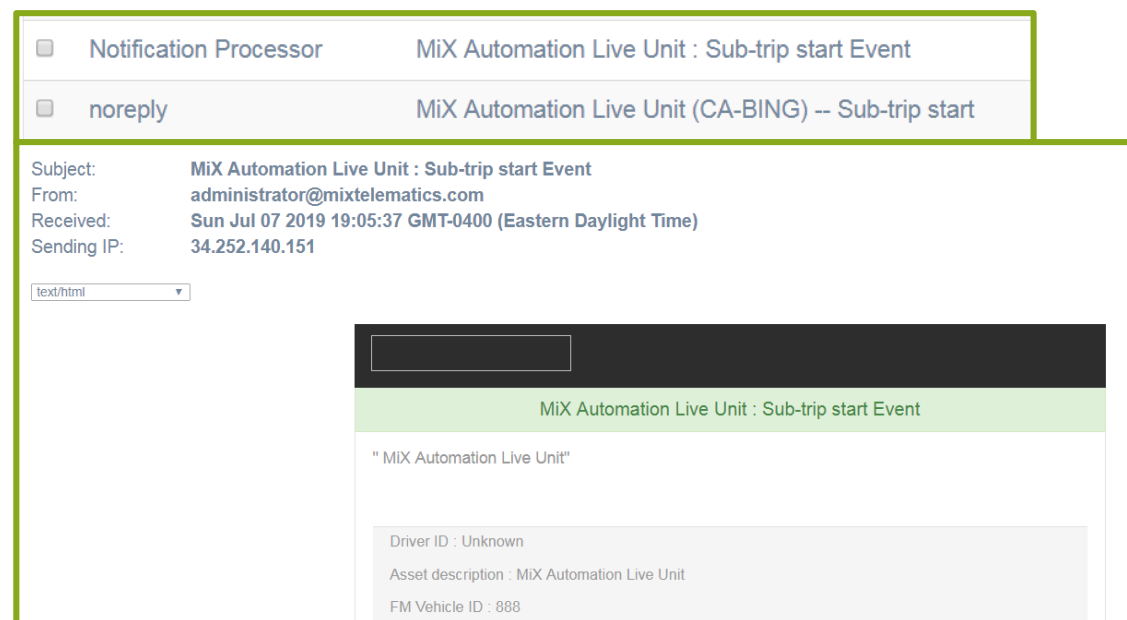 Notification Processor MiX Automation Live Unit : Sub-trip start Event
noreply MiX Automation Live Unit (CA-BING) -- Sub-trip start
Subject: MiX Automation Live Unit : Sub-trip start Event
From: administrator@mixtelematics.com
Received: Sun Jul 07 2019 19:05:37 GMT-0400 (Eastern Daylight Time)
Sending IP: 34.252.140.151
text/html
MiX Automation Live Unit : Sub-trip start Event
" MiX Automation Live Unit"
Driver ID : Unknown
Asset description : MiX Automation Live Unit
FM Vehicle ID : 888